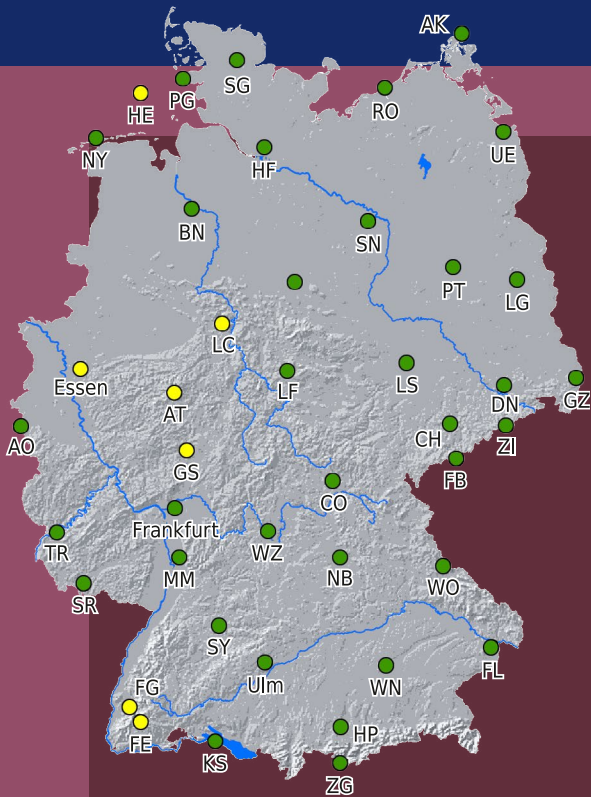 AK
SG
PG
RO
HE
NY
UE
HF
BN
SN
PT
LG
LC
Essen
LF
LS
AT
DN
GZ
AO
CH
ZI
GS
FB
CO
Frankfurt
TR
WZ
MM
NB
WO
SR
SY
FL
Ulm
WN
FG
FE
KS
HP
ZG